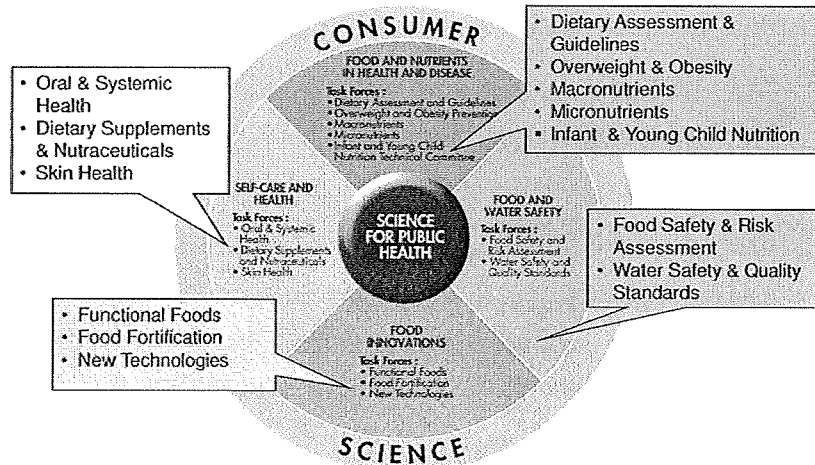 CONSUMER
FOOD AND NUTRIENTS
IN HEALTH AND DISEASE
Task Forces :
• Dietary Assessment and Guidelines
• Overweight and Obesity Prevention
• Macronutrients
• Micronutrients
• Infant and Young Child
Nutrition Technical Committee
• Dietary Assessment &
Guidelines
• Overweight & Obesity
• Macronutrients
• Micronutrients
▪ Infant & Young Child Nutrition
• Oral & Systemic
Health
• Dietary Supplements
& Nutraceuticals
• Skin Health
SELF-CARE AND
HEALTH
Task Forces :
• Oral & Systemic
Health
• Dietary Supplements
and Nutraceuticals
• Skin Health
SCIENCE
FOR PUBLIC
HEALTH
FOOD AND
WATER SAFETY
Task Forces :
• Food Safety and
Risk Assessment
• Water Safety and
Quality Standards
• Food Safety & Risk
Assessment
• Water Safety & Quality
Standards
• Functional Foods
• Food Fortification
• New Technologies
FOOD
INNOVATIONS
Task Forces :
• Functional Foods
• Food Fortification
• New Technologies
SCIENCE